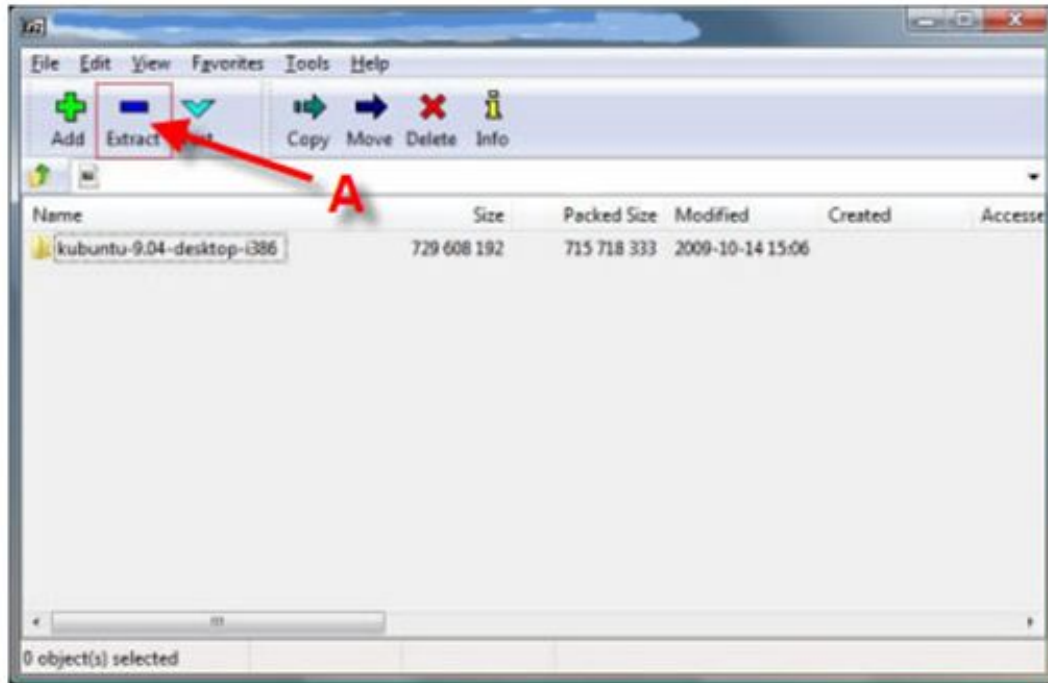 File Edit View Favorites Tools Help
Add Extract Copy Move Delete Info
A
Name Size Packed Size Modified Created Accesse
kubuntu-9.04-desktop-i386 729 608 192 715 718 333 2009-10-14 15:06
0 object(s) selected